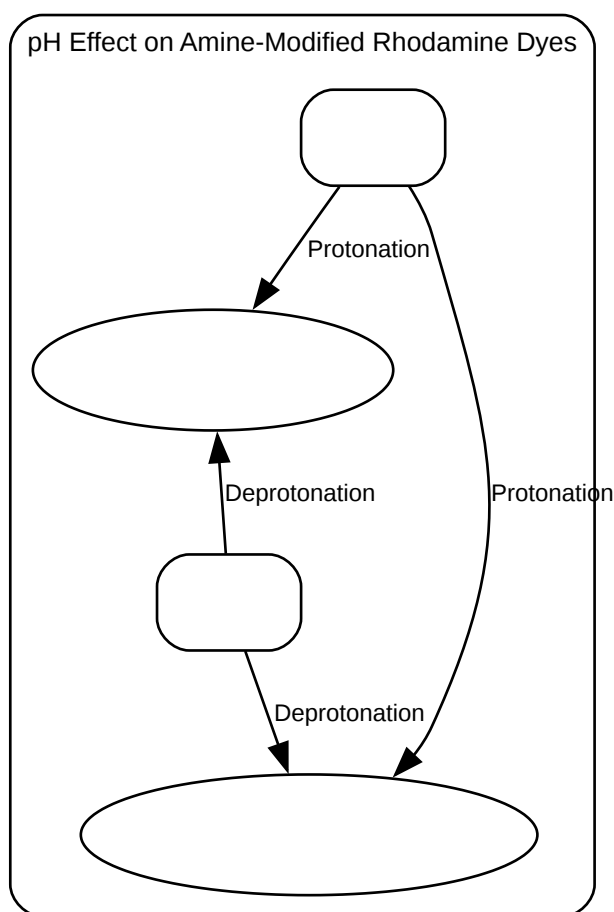 pH Effect on Amine-Modified Rhodamine Dyes
Protonation
Deprotonation
Protonation
Deprotonation